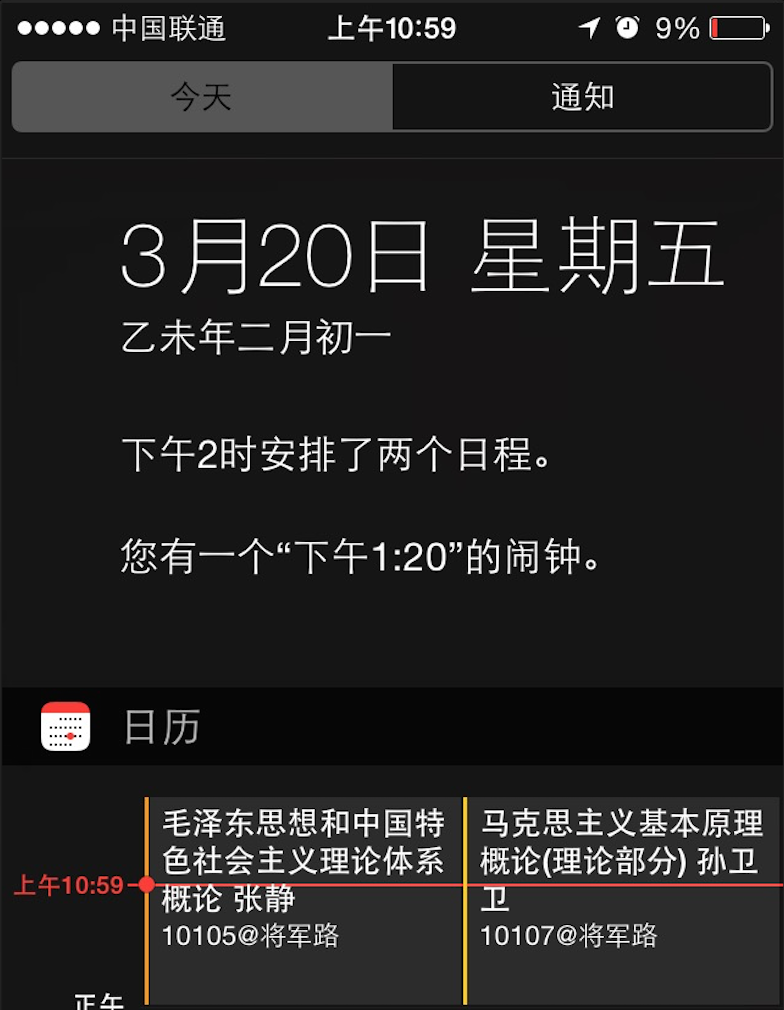 中国联通 上午10:59 9%
今天 通知
3月20日 星期五
乙未年二月初一
下午2时安排了两个日程。
您有一个“下午1:20”的闹钟。
日历
毛泽东思想和中国特
色社会主义理论体系
概论 张静
10105@将军路
马克思主义基本原理
概论(理论部分) 孙卫
卫
10107@将军路
上午10:59
正午